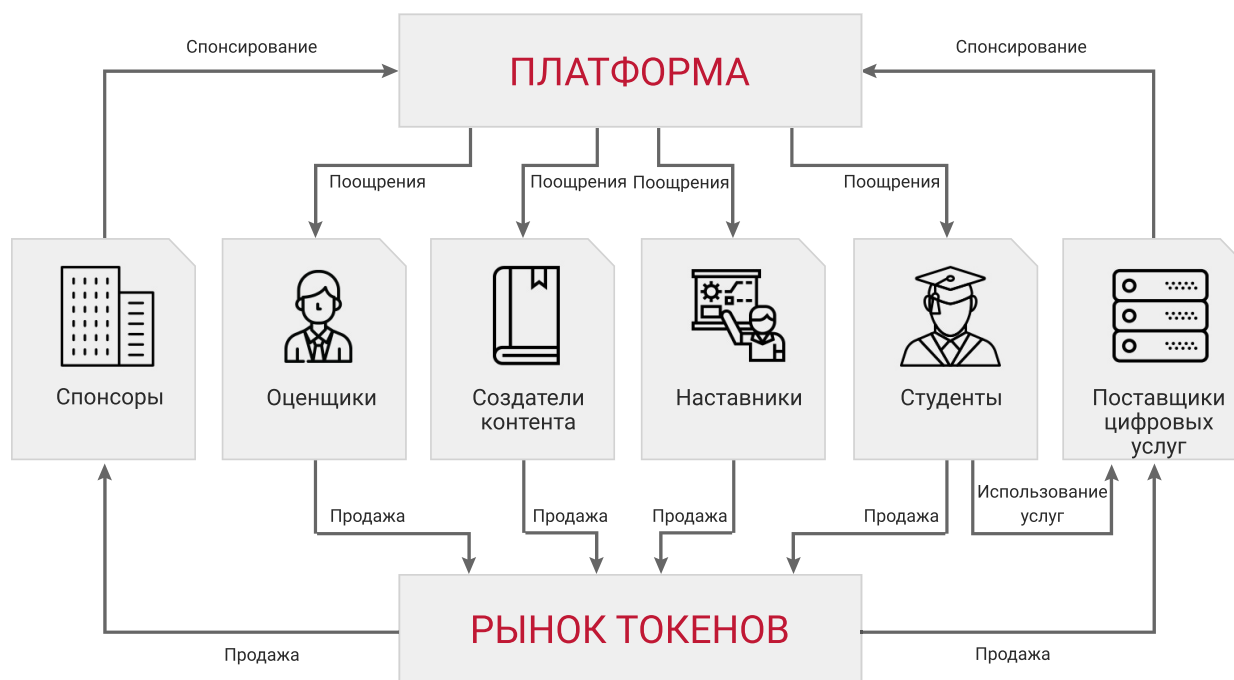 Спонсирование
Спонсирование
ПЛАТФОРМА
Поощрения
Поощрения
Поощрения
Поощрения
Спонсоры
Оценщики
Создатели
контента
Наставники
Студенты
Поставщики
цифровых
услуг
Использование
услуг
Продажа
Продажа
Продажа
Продажа
РЫНОК ТОКЕНОВ
Продажа
Продажа